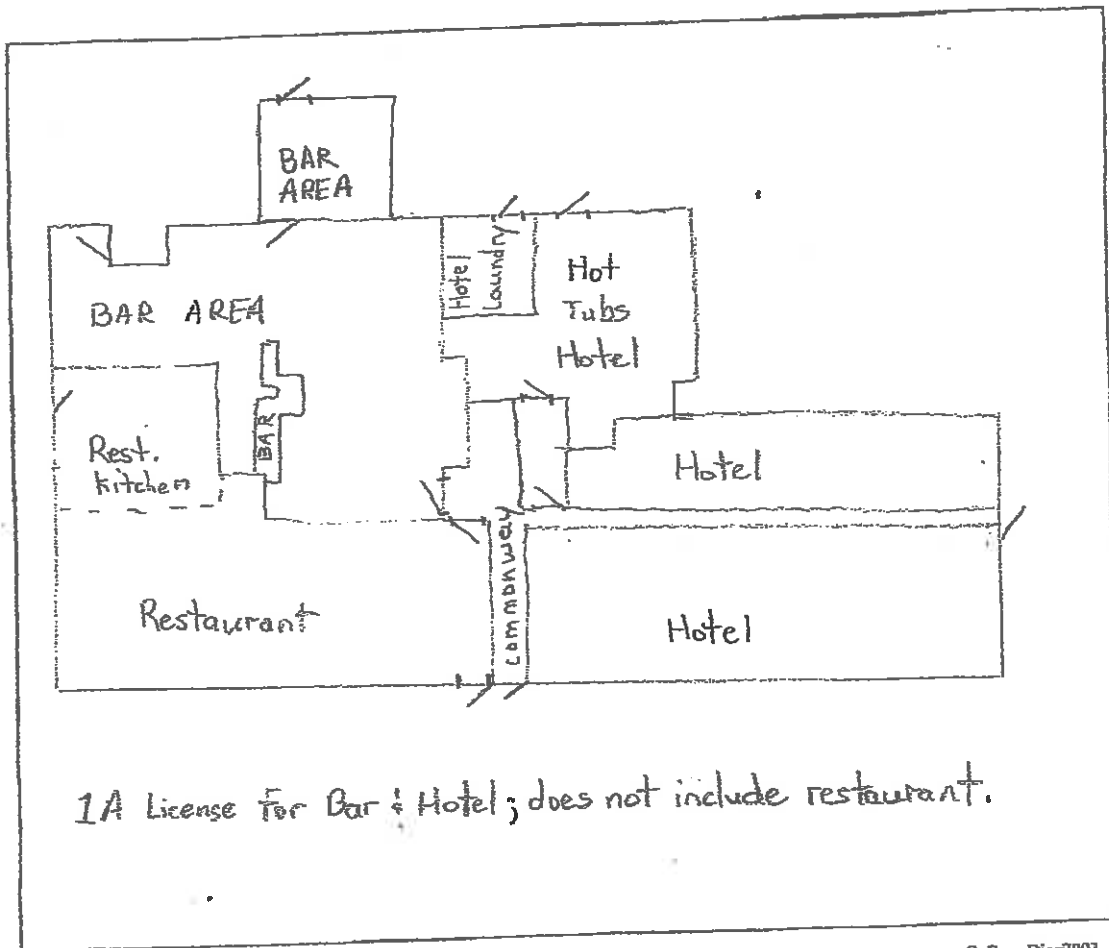 BAR
AREA
Hotel
Laundry
Hot
Tubs
Hotel
BAR AREA
BAR
Rest.
Kitchen
Hotel
commonway
Restaurant
Hotel
1A License For Bar & Hotel; does not include restaurant.